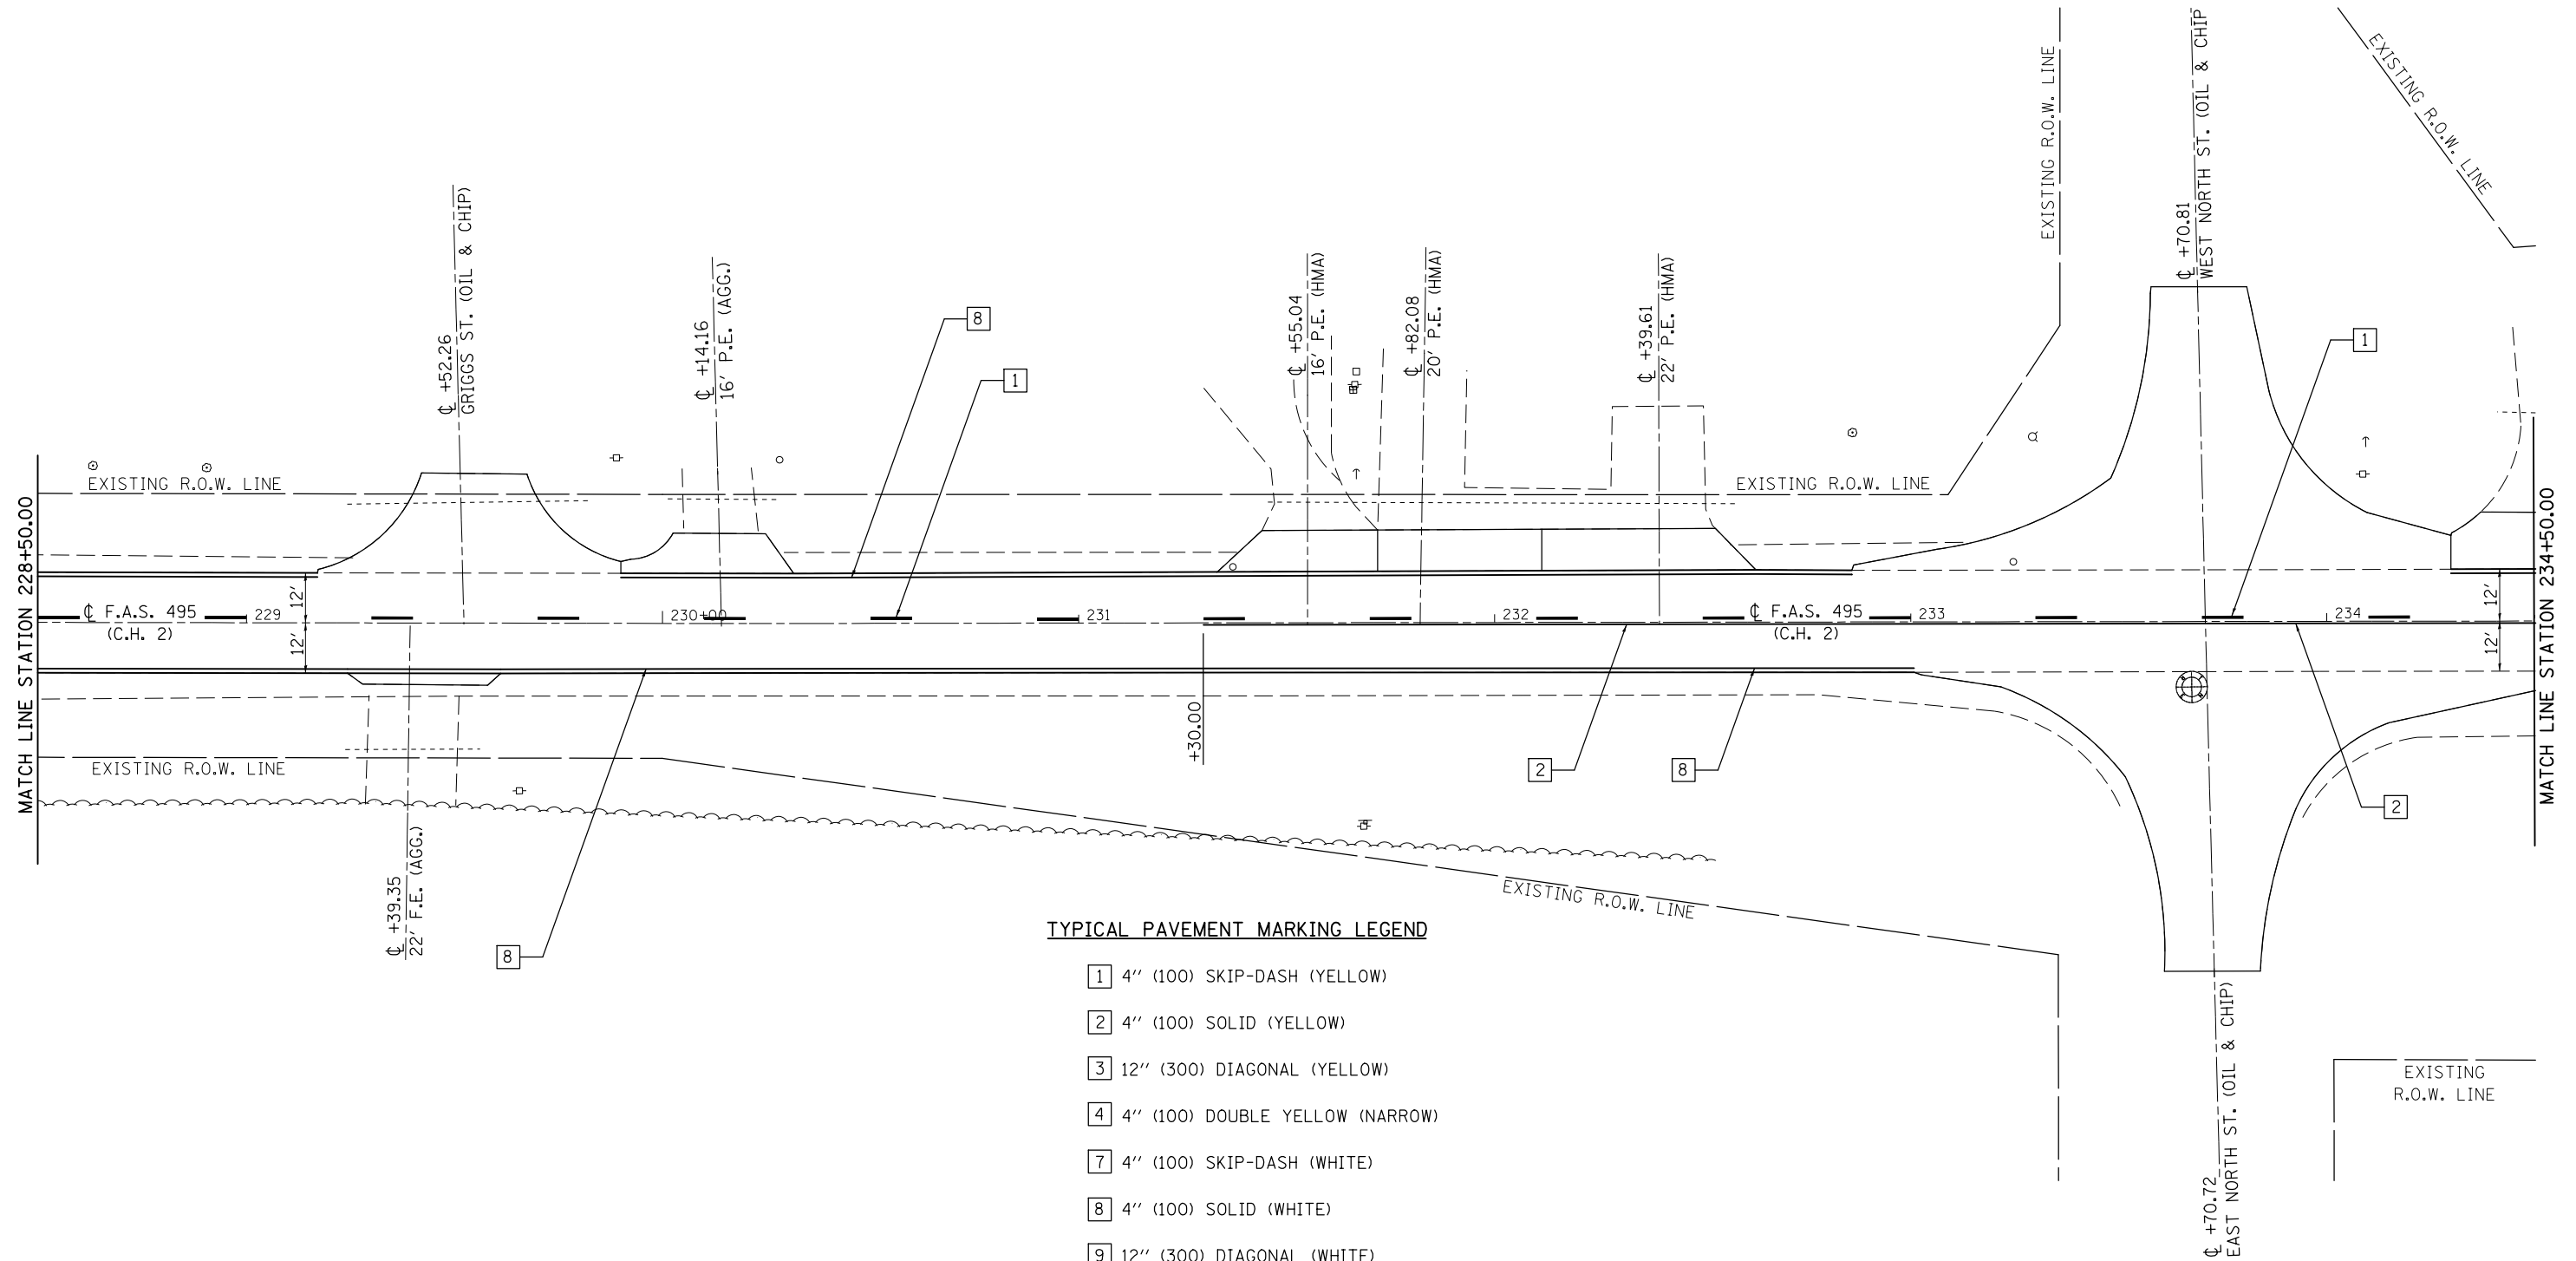 MATCH LINE STATION 228+50.00
EXISTING R.O.W. LINE
℄ F.A.S. 495
(C.H. 2)
229
12'
12'
℄ +52.26
GRIGGS ST. (OIL & CHIP)
℄ +14.16
16' P.E. (AGG.)
8
1
230+00
231
℄ +55.04
16' P.E. (HMA)
℄ +82.08
20' P.E. (HMA)
℄ +39.61
22' P.E. (HMA)
EXISTING R.O.W. LINE
EXISTING R.O.W. LINE
℄ +70.81
WEST NORTH ST. (OIL & CHIP
EXISTING R.O.W. LINE
1
232
℄ F.A.S. 495
(C.H. 2)
233
234
12'
12'
MATCH LINE STATION 234+50.00
EXISTING R.O.W. LINE
℄ +39.35
22' F.E. (AGG.)
8
+30.00
2
8
2
EXISTING R.O.W. LINE
℄ +70.72
EAST NORTH ST. (OIL & CHIP)
EXISTING
R.O.W. LINE
TYPICAL PAVEMENT MARKING LEGEND
1 4" (100) SKIP-DASH (YELLOW)
2 4" (100) SOLID (YELLOW)
3 12" (300) DIAGONAL (YELLOW)
4 4" (100) DOUBLE YELLOW (NARROW)
7 4" (100) SKIP-DASH (WHITE)
8 4" (100) SOLID (WHITE)
9 12" (300) DIAGONAL (WHITE)